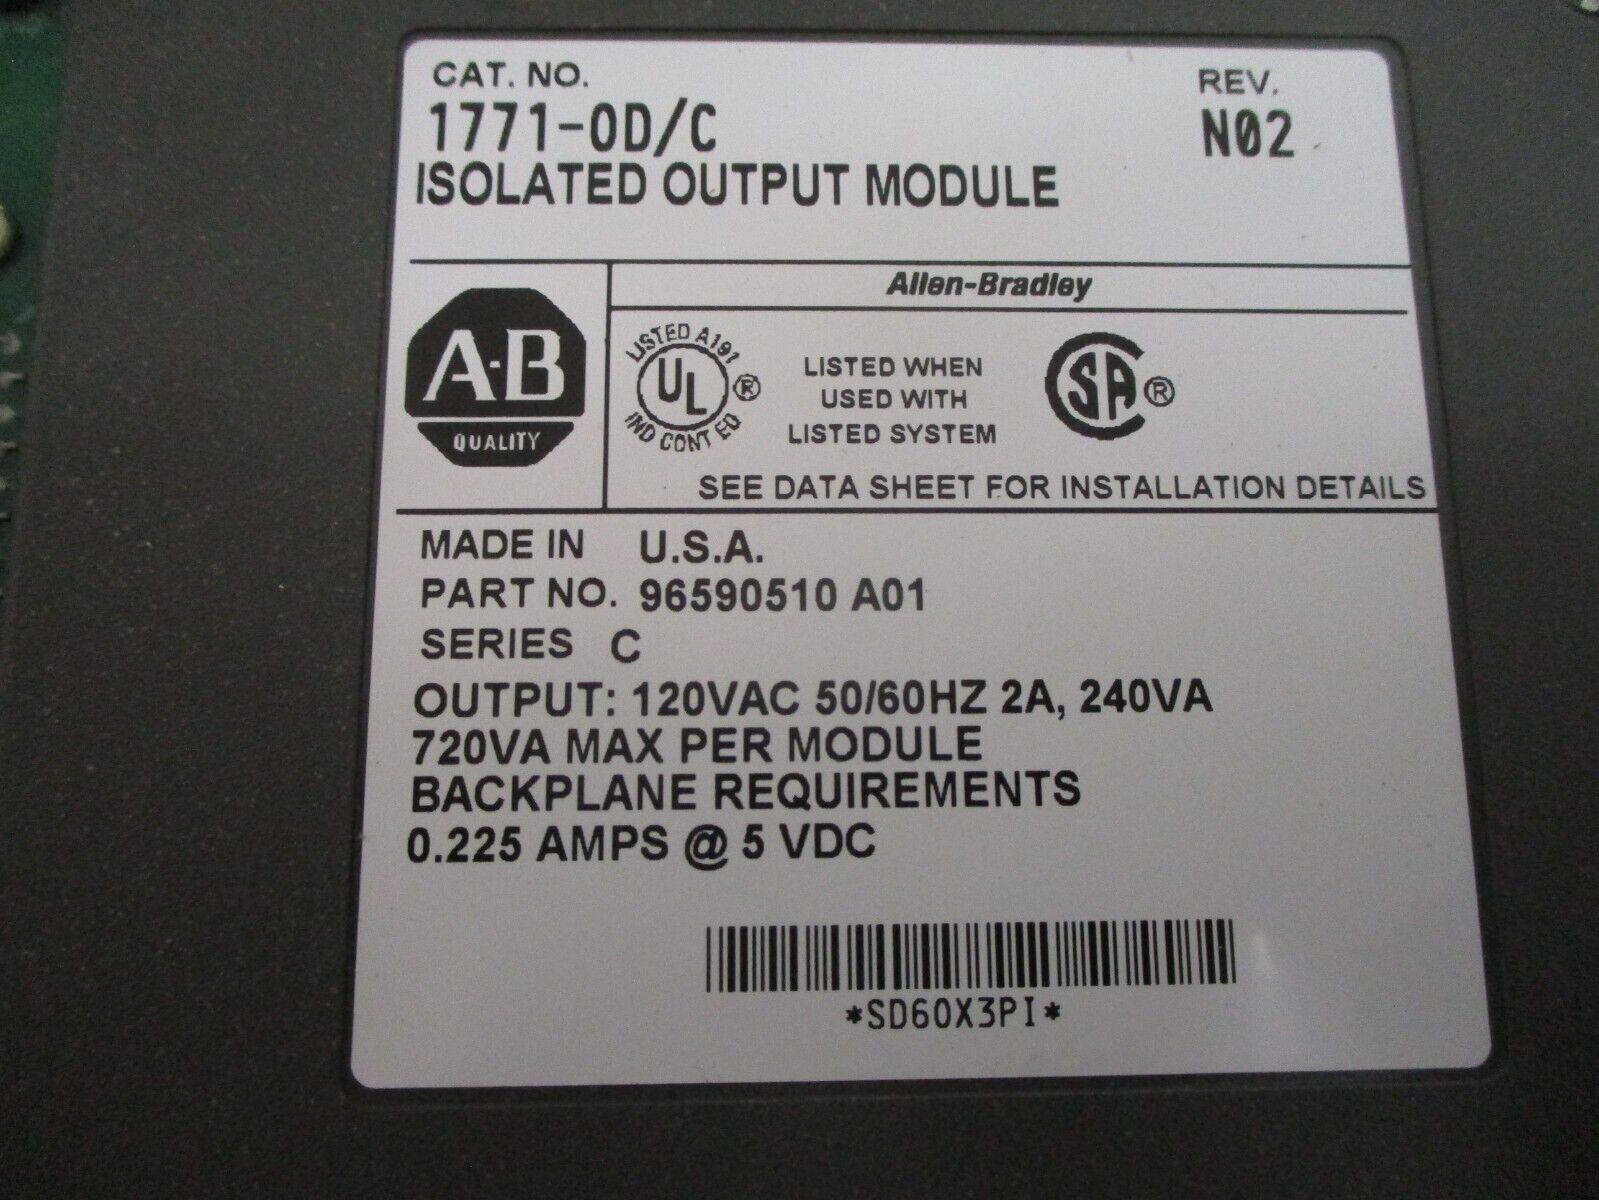 CAT. NO.
REV.
1771-OD/C
N02
ISOLATED OUTPUT MODULE
Allen-Bradley
A-B
QUALITY
LISTED A191
UL ®
IND CONT EQ
LISTED WHEN
USED WITH
LISTED SYSTEM
SA ®
SEE DATA SHEET FOR INSTALLATION DETAILS
MADE IN U.S.A.
PART NO. 96590510 A01
SERIES C
OUTPUT: 120VAC 50/60HZ 2A, 240VA
720VA MAX PER MODULE
BACKPLANE REQUIREMENTS
0.225 AMPS @ 5 VDC
*SD60X3PI*